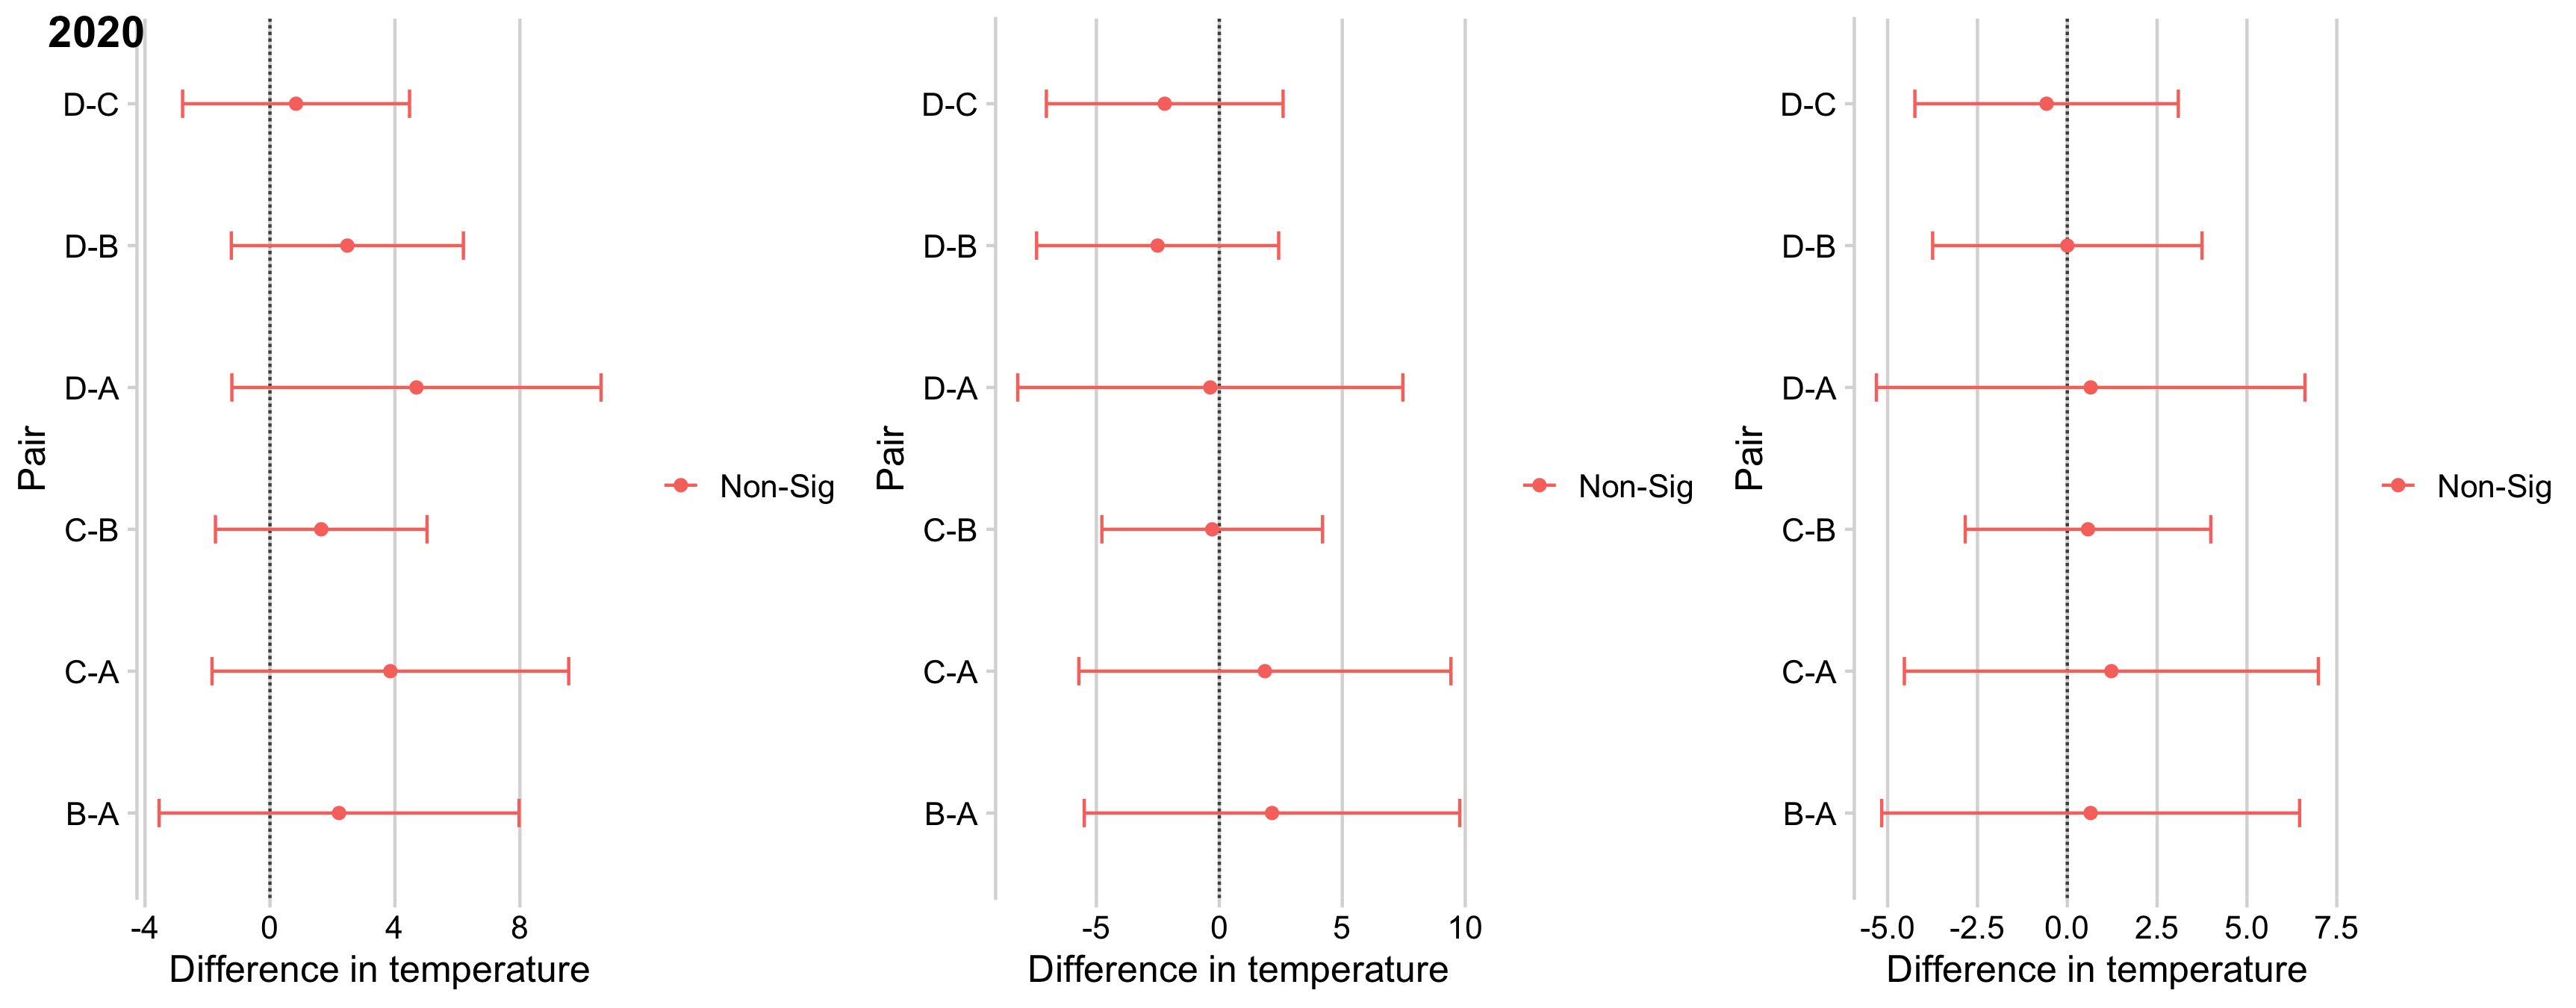 2020
D-C
D-B
D-A
C-B
C-A
B-A
Pair
-4 0 4 8
Difference in temperature
Non-Sig
D-C
D-B
D-A
C-B
C-A
B-A
Pair
-5 0 5 10
Difference in temperature
Non-Sig
D-C
D-B
D-A
C-B
C-A
B-A
Pair
-5.0 -2.5 0.0 2.5 5.0 7.5
Difference in temperature
Non-Sig